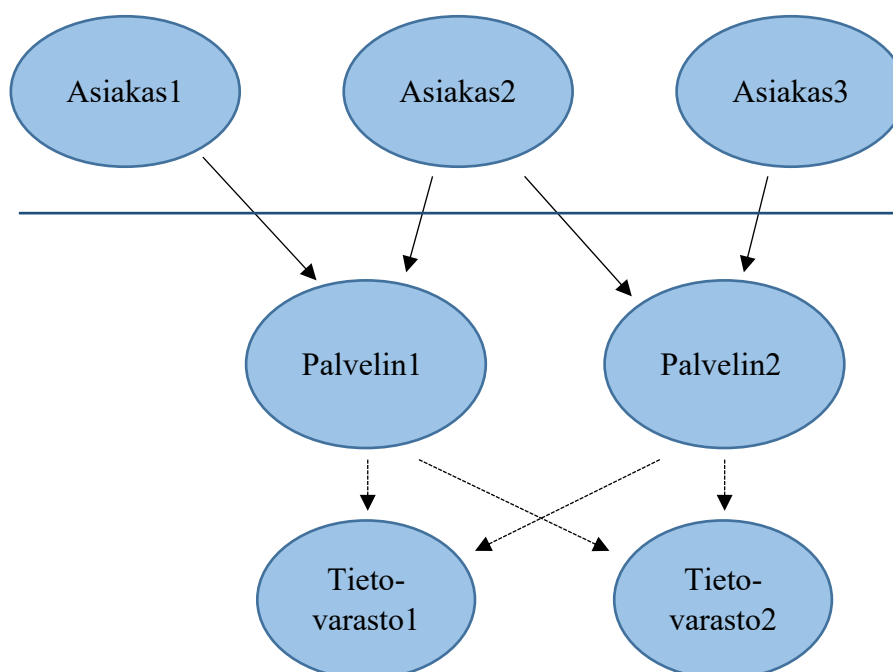 Asiakas1
Asiakas2
Asiakas3
Palvelin1
Palvelin2
Tieto-
varasto1
Tieto-
varasto2